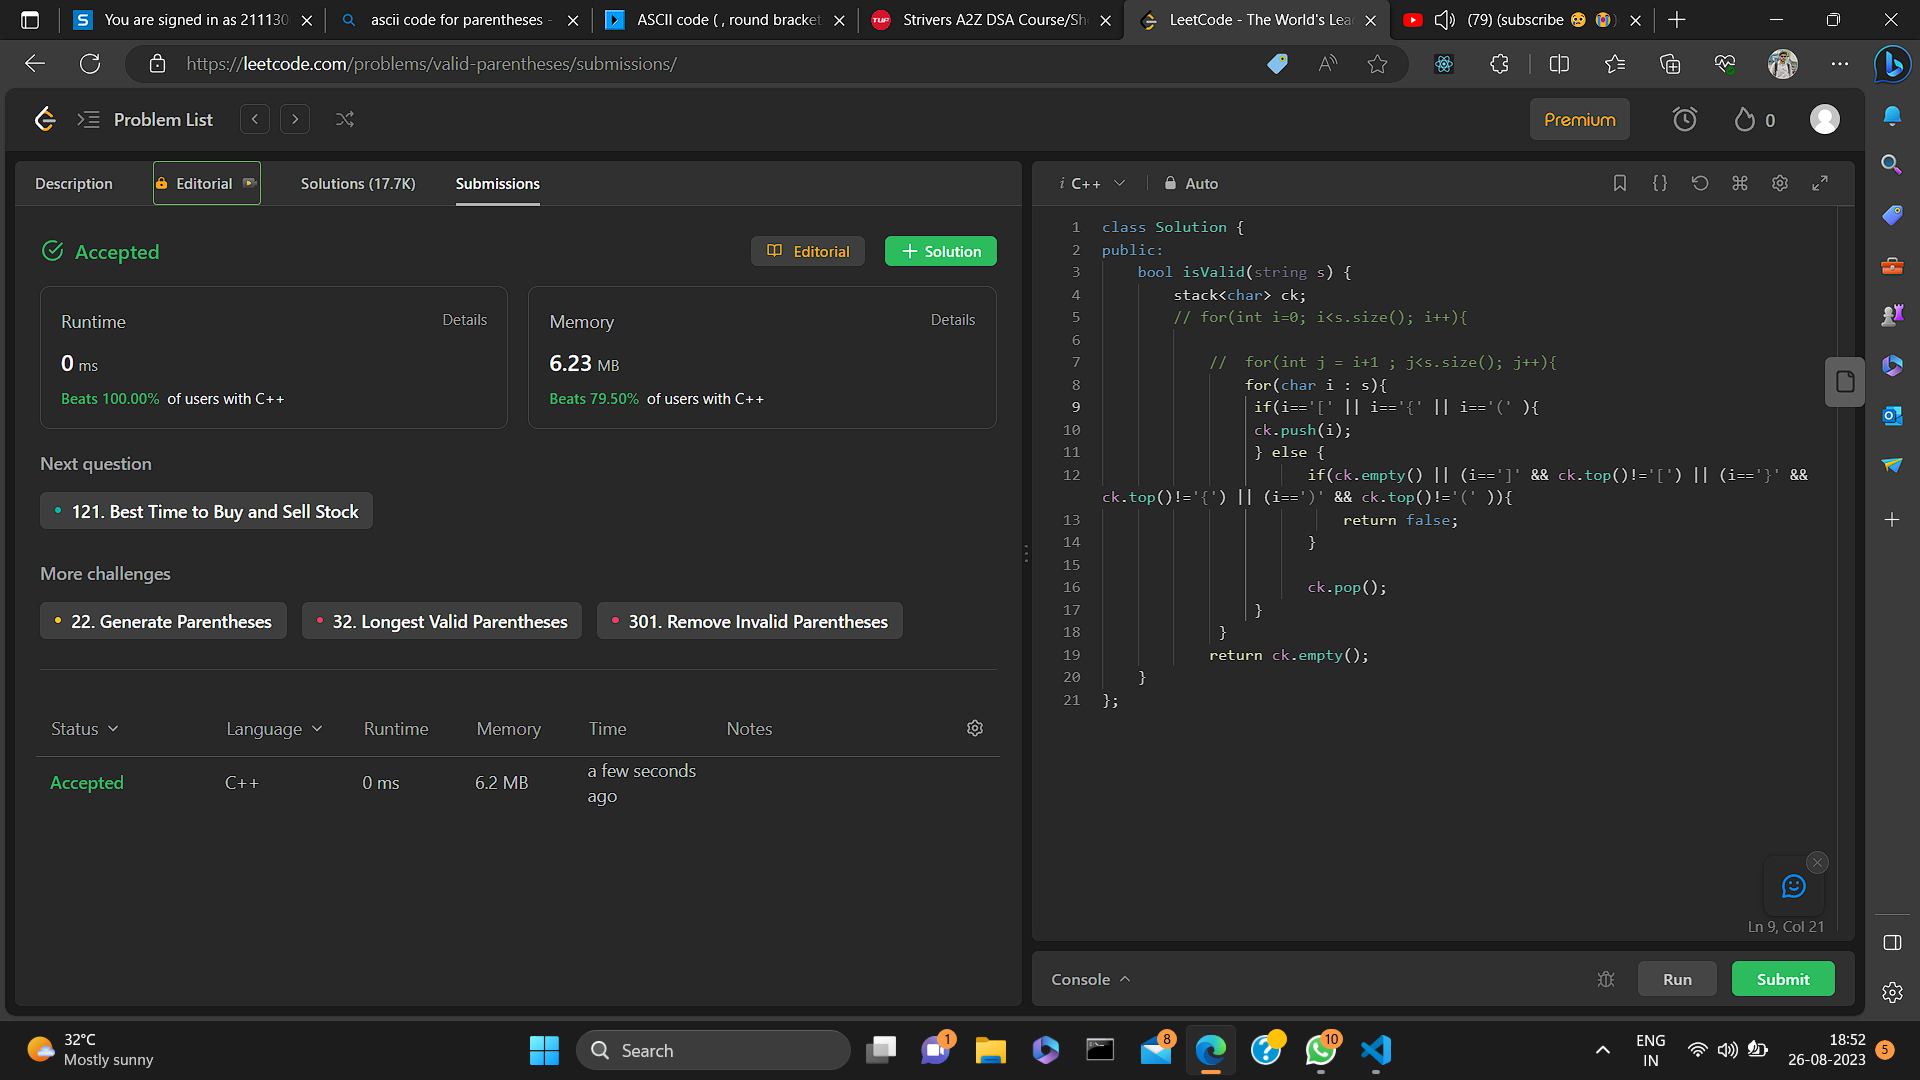 You are signed in as 211130
ascii code for parentheses -
ASCII code ( , round bracket
Strivers A2Z DSA Course/She
LeetCode - The World's Lea
(79) (subscribe
https://leetcode.com/problems/valid-parentheses/submissions/
Problem List
Premium
0
Description
Editorial
Solutions (17.7K)
Submissions
Accepted
Editorial
+ Solution
Runtime
Details
0 ms
Beats 100.00% of users with C++
Memory
Details
6.23 MB
Beats 79.50% of users with C++
Next question
121. Best Time to Buy and Sell Stock
More challenges
22. Generate Parentheses
32. Longest Valid Parentheses
301. Remove Invalid Parentheses
Status Language Runtime Memory Time Notes
Accepted C++ 0 ms 6.2 MB a few seconds
ago
i C++ Auto
1 class Solution {
2 public:
3 bool isValid(string s) {
4 stack<char> ck;
5 // for(int i=0; i<s.size(); i++){
6
7 // for(int j = i+1 ; j<s.size(); j++){
8 for(char i : s){
9 if(i=='[' || i=='{' || i=='(' ){
10 ck.push(i);
11 } else {
12 if(ck.empty() || (i==']' && ck.top()!='[') || (i=='}' &&
ck.top()!='{') || (i==')' && ck.top()!='(' )){
13 return false;
14 }
15
16 ck.pop();
17 }
18 }
19 return ck.empty();
20 }
21 };
Ln 9, Col 21
Console
Run
Submit
32°C
Mostly sunny
Search
1
8
10
ENG
IN
18:52
26-08-2023
5